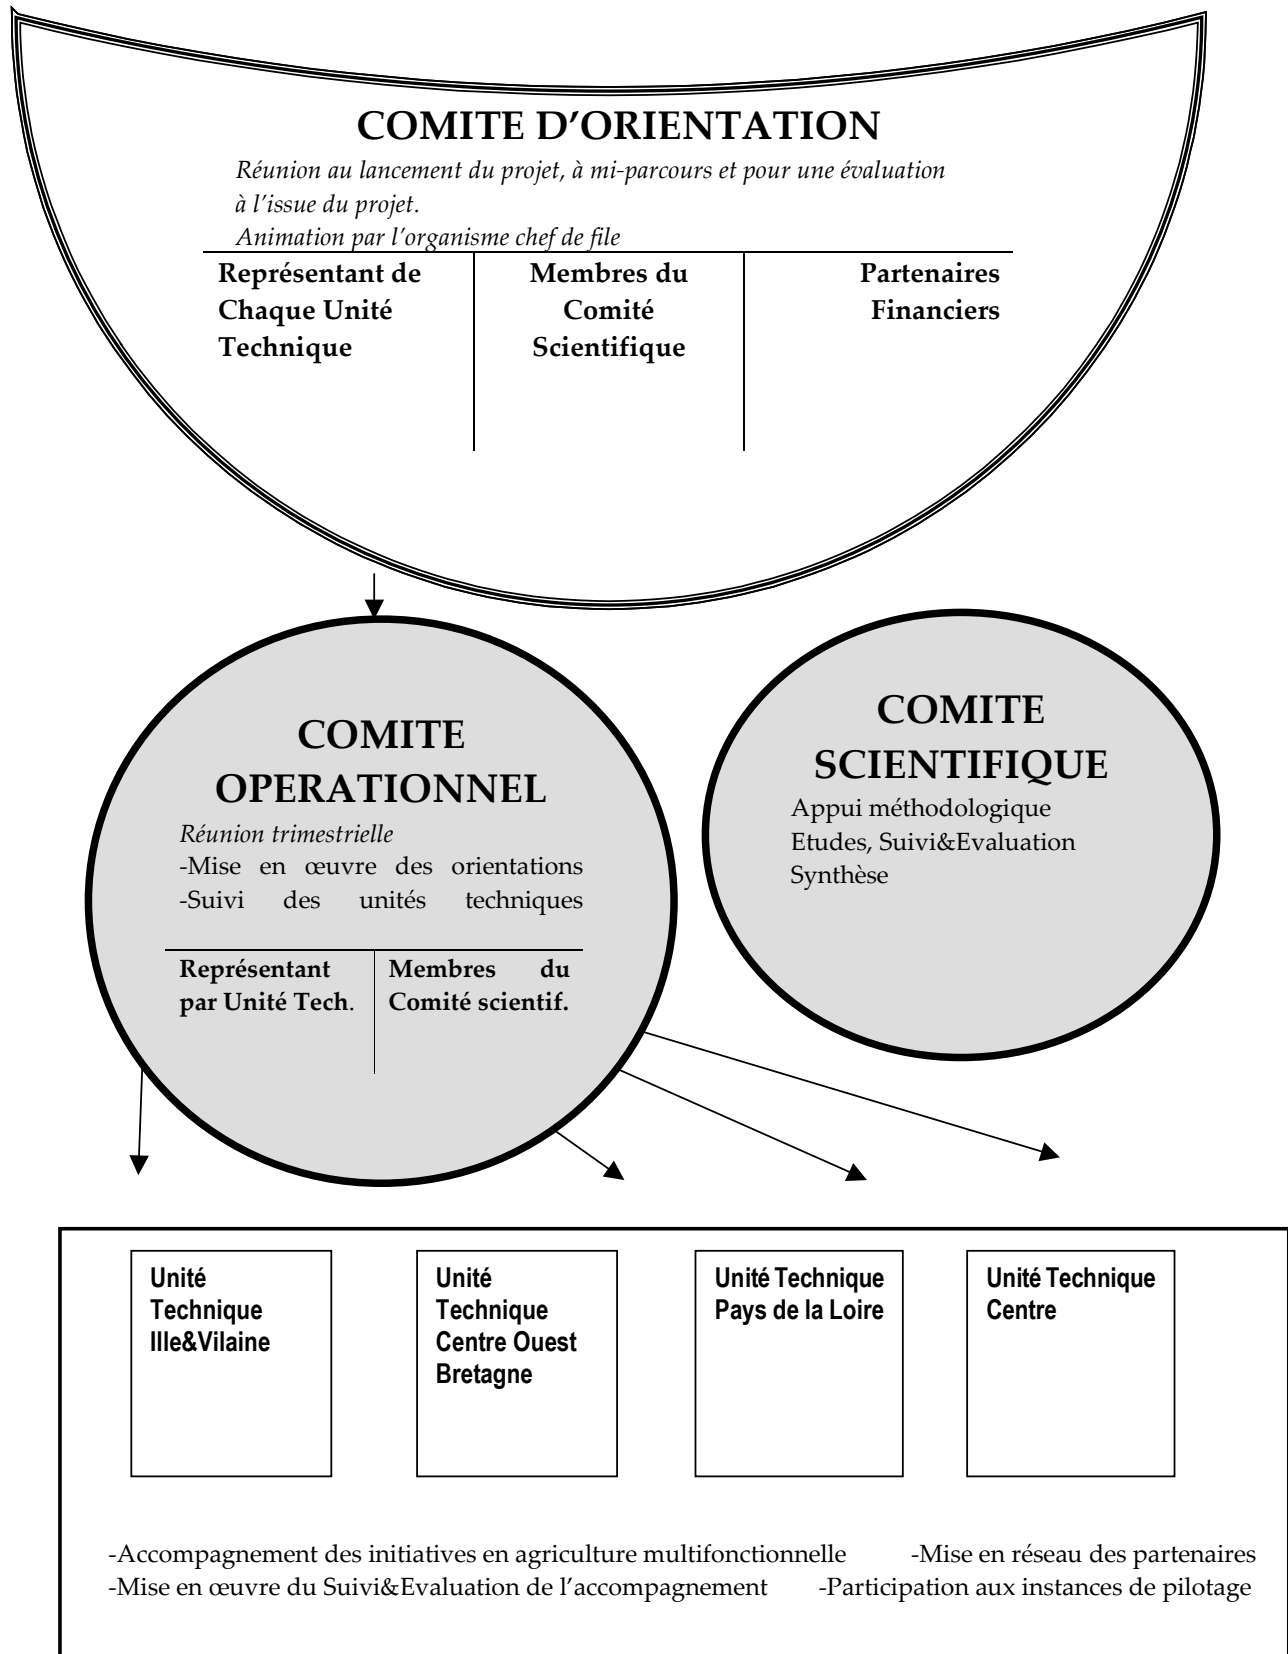 COMITE D’ORIENTATION
Réunion au lancement du projet, à mi-parcours et pour une évaluation
à l’issue du projet.
Animation par l’organisme chef de file
Représentant de
Chaque Unité
Technique
Membres du
Comité
Scientifique
Partenaires
Financiers
COMITE
OPERATIONNEL
Réunion trimestrielle
-Mise en œuvre des orientations
-Suivi des unités techniques
Représentant
par Unité Tech.
Membres du
Comité scientif.
COMITE
SCIENTIFIQUE
Appui méthodologique
Etudes, Suivi&Evaluation
Synthèse
Unité
Technique
Ille&Vilaine
Unité
Technique
Centre Ouest
Bretagne
Unité Technique
Pays de la Loire
Unité Technique
Centre
-Accompagnement des initiatives en agriculture multifonctionnelle -Mise en réseau des partenaires
-Mise en œuvre du Suivi&Evaluation de l’accompagnement -Participation aux instances de pilotage